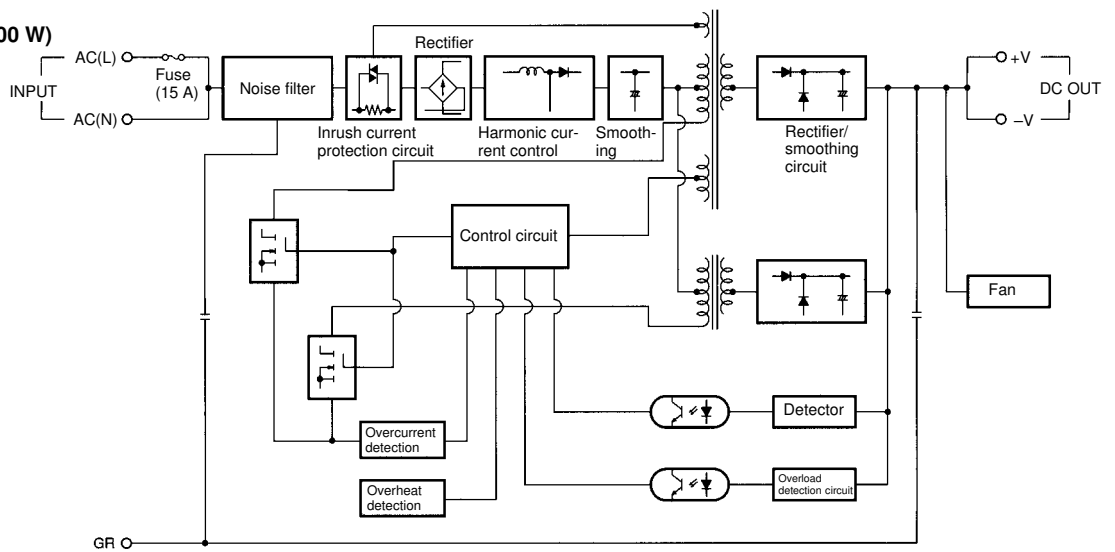 00 W)
AC(L)
Fuse
(15 A)
INPUT
AC(N)
Noise filter
Inrush current
protection circuit
Rectifier
Harmonic cur-
rent control
Smooth-
ing
Rectifier/
smoothing
circuit
+V
DC OUT
–V
Control circuit
Fan
Overcurrent
detection
Overheat
detection
Detector
Overload
detection circuit
GR